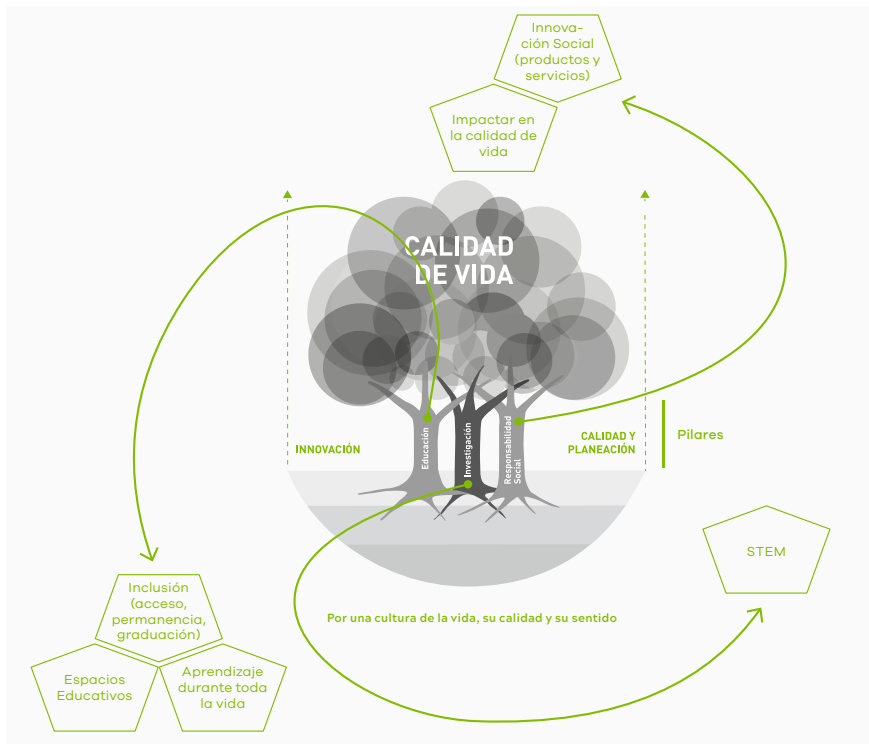 Innova-
ción Social
(productos y
servicios)
Impactar en
la calidad de
vida
CALIDAD
DE VIDA
INNOVACIÓN
Educación
Investigación
Responsabilidad
Social
CALIDAD Y
PLANEACIÓN
Pilares
STEM
Por una cultura de la vida, su calidad y su sentido
Inclusión
(acceso,
permanencia,
graduación)
Espacios
Educativos
Aprendizaje
durante toda
la vida